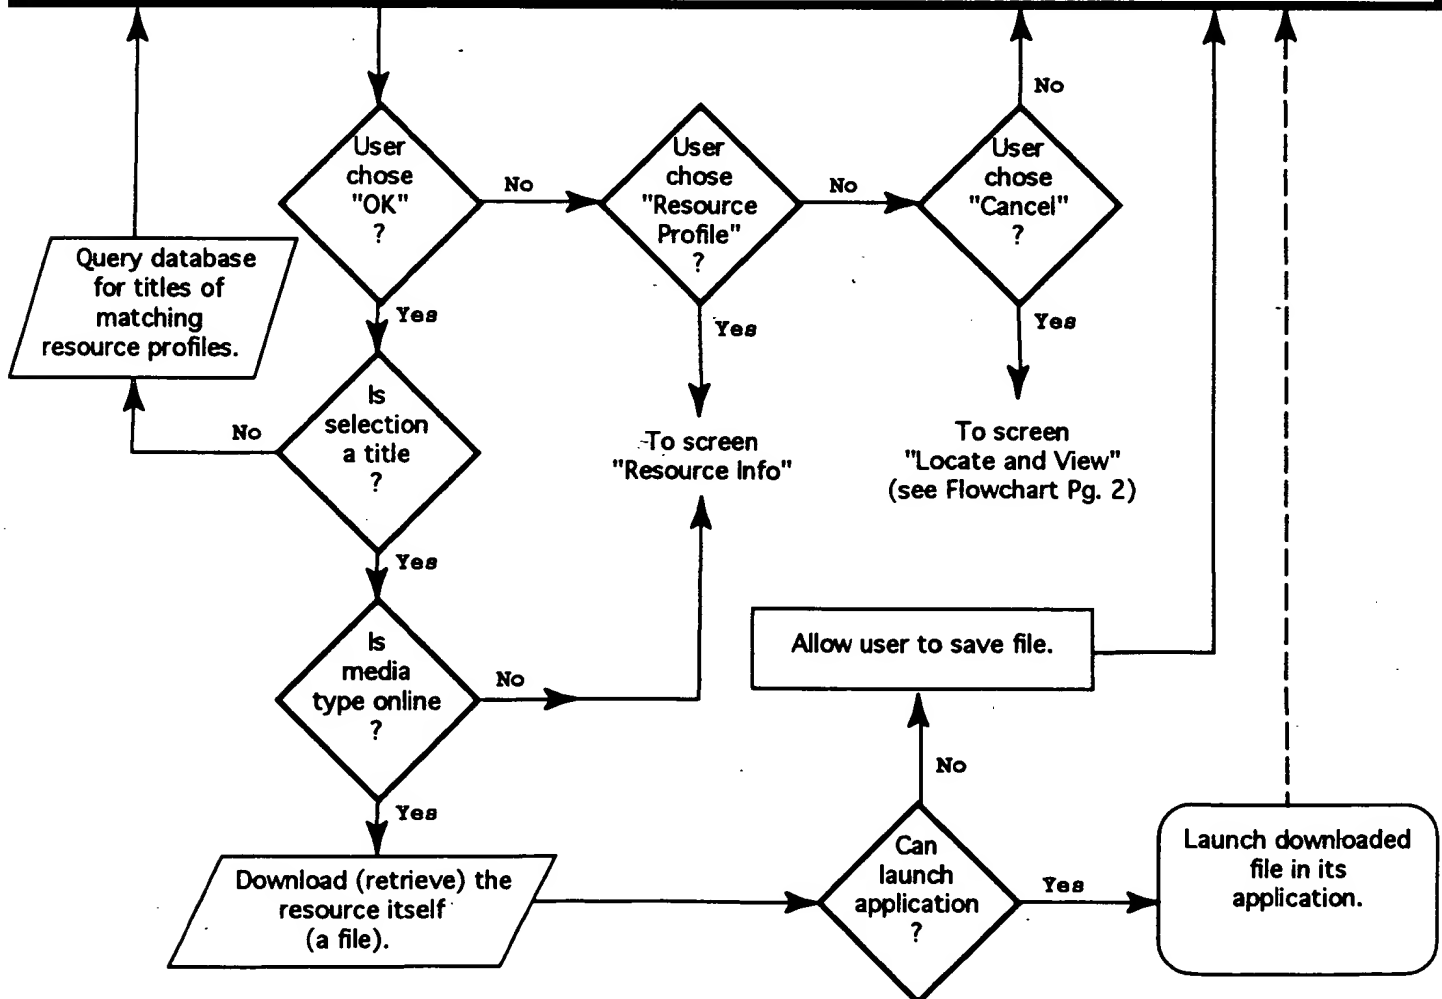 No
User
chose
"OK"
?
No
User
chose
"Resource
Profile"
?
No
User
chose
"Cancel"
?
Query database
for titles of
matching
resource profiles.
Yes
Yes
Yes
Is
selection
a title
?
No
To screen
"Resource Info"
To screen
"Locate and View"
(see Flowchart Pg. 2)
Yes
Is
media
type online
?
No
Allow user to save file.
No
Yes
Download (retrieve) the
resource itself
(a file).
Can
launch
application
?
Yes
Launch downloaded
file in its
application.